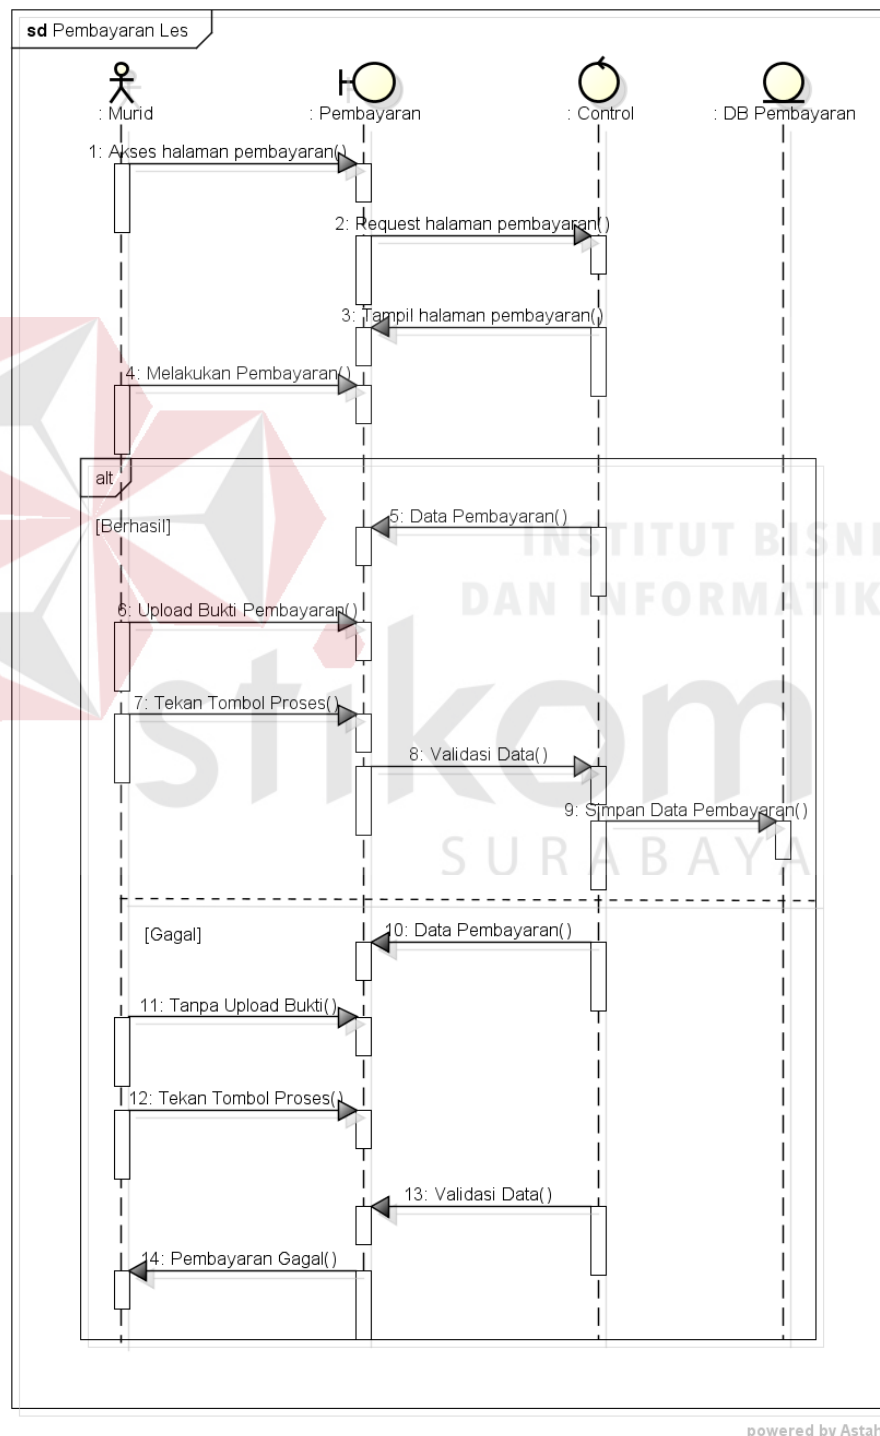 sd Pembayaran Les
: Murid
: Pembayaran
: Control
: DB Pembayaran
1: Akses halaman pembayaran()
2: Request halaman pembayaran()
3: Tampil halaman pembayaran()
4: Melakukan Pembayaran()
alt
[Berhasil]
5: Data Pembayaran()
INSTITUT BISNI
DAN INFORMATIK
6: Upload Bukti Pembayaran()
stikom
7: Tekan Tombol Proses()
8: Validasi Data()
9: Simpan Data Pembayaran()
SURABAYA
[Gagal]
10: Data Pembayaran()
11: Tanpa Upload Bukti()
12: Tekan Tombol Proses()
13: Validasi Data()
14: Pembayaran Gagal()
powered by Astah